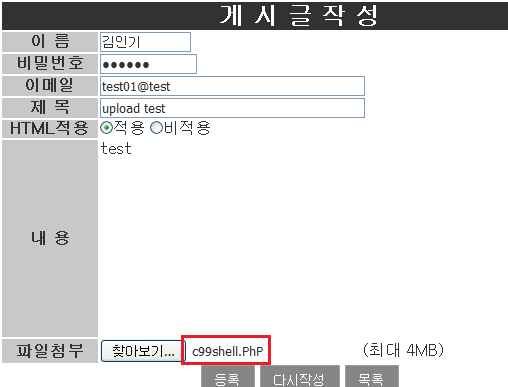 게 시 글 작 성
이 름 김인기
비밀번호 ●●●●●●
이메일 test01@test
제 목 upload test
HTML적용 적용 비적용
test
내 용
파일첨부 찾아보기... c99shell.PhP (최대 4MB)
등록 다시작성 목록